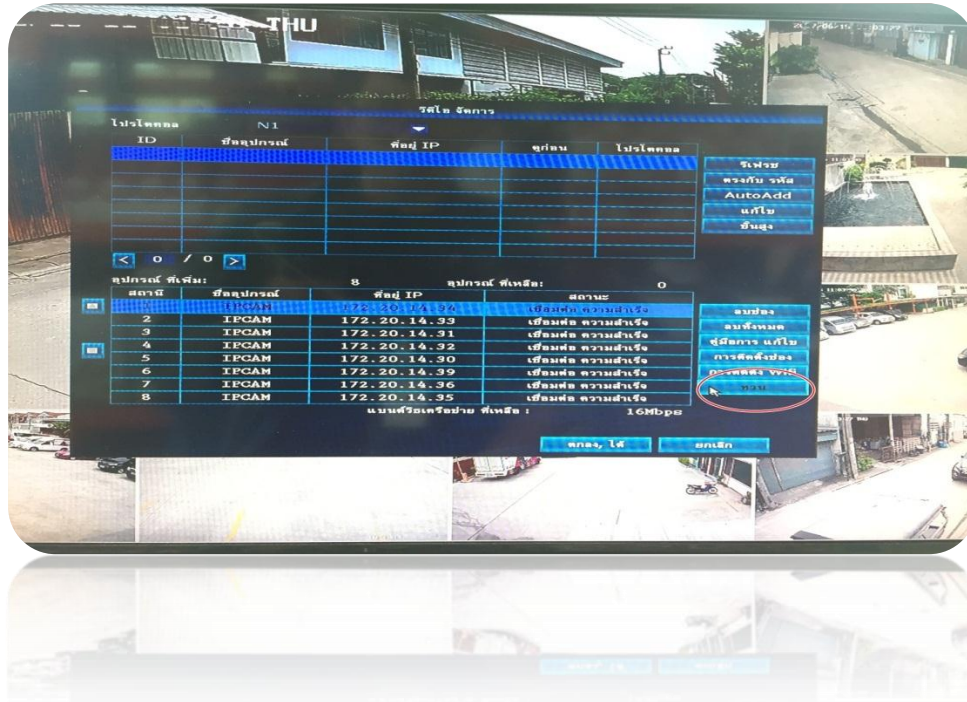 THU
วิดีโอ จัดการ
โปรโตคอล N1
ID ชื่ออุปกรณ์ ที่อยู่ IP ดูก่อน โปรโตคอล
รีเฟรช
ตรงกับ รหัส
AutoAdd
แก้ไข
ขั้นสูง
< 0 / 0 >
อุปกรณ์ ที่เพิ่ม: 8 อุปกรณ์ ที่เหลือ: 0
สถานี ชื่ออุปกรณ์ ที่อยู่ IP สถานะ
IPCAM 172.20.14.34 เชื่อมต่อ ความสำเร็จ
2 IPCAM 172.20.14.33 เชื่อมต่อ ความสำเร็จ
3 IPCAM 172.20.14.31 เชื่อมต่อ ความสำเร็จ
4 IPCAM 172.20.14.32 เชื่อมต่อ ความสำเร็จ
5 IPCAM 172.20.14.30 เชื่อมต่อ ความสำเร็จ
6 IPCAM 172.20.14.39 เชื่อมต่อ ความสำเร็จ
7 IPCAM 172.20.14.36 เชื่อมต่อ ความสำเร็จ
8 IPCAM 172.20.14.35 เชื่อมต่อ ความสำเร็จ
ลบช่อง
ลบทั้งหมด
คู่มือการ แก้ไข
การติดตั้งช่อง
การติดตั้ง WiFi
ทวน
แบนด์วิธเครือข่าย ที่เหลือ : 16Mbps
ตกลง, ได้ ยกเลิก